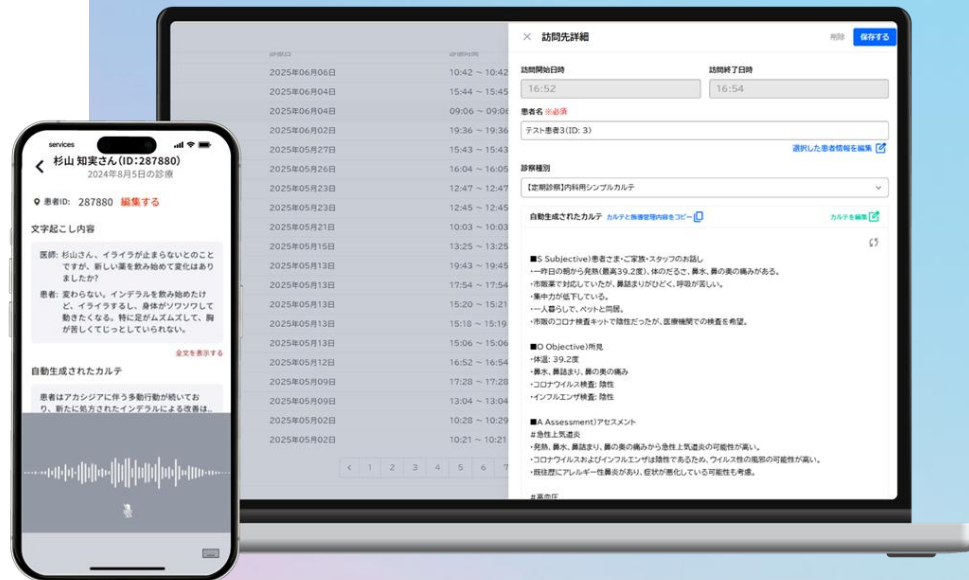 services
杉山 知実さん(ID:287880)
2024年8月5日の診療
患者ID: 287880 編集する
文字起こし内容
医師: 杉山さん、イライラが止まらないとのこと
ですが、新しい薬を飲み始めて変化はあり
ましたか?
患者: 変わらない。インデラルを飲み始めたけ
ど、イライラするし、身体がソワソワして
動きたくなる。特に足がムズムズして、胸
が苦しくてじっとしていられない。
全文を表示する
自動生成されたカルテ
患者はアカシジアに伴う多動行動が続いてお
り、新たに処方されたインデラルによる改善は..
2025年06月06日 10:42 ~ 10:42
2025年06月04日 15:44 ~ 15:45
2025年06月04日 09:06 ~ 09:06
2025年06月02日 19:36 ~ 19:36
2025年05月27日 15:43 ~ 15:43
2025年05月26日 16:04 ~ 16:05
2025年05月23日 12:47 ~ 12:47
2025年05月23日 12:45 ~ 12:45
2025年05月21日 10:03 ~ 10:03
2025年05月15日 13:25 ~ 13:25
2025年05月13日 19:43 ~ 19:45
2025年05月13日 17:54 ~ 17:54
2025年05月13日 15:20 ~ 15:21
2025年05月13日 15:18 ~ 15:19
2025年05月13日 15:06 ~ 15:06
2025年05月12日 16:52 ~ 16:54
2025年05月09日 17:28 ~ 17:28
2025年05月09日 13:04 ~ 13:04
2025年05月02日 10:28 ~ 10:29
2025年05月02日 10:21 ~ 10:21
< 1 2 3 4 5 6 7
× 訪問先詳細 削除 保存する
訪問開始日時 訪問終了日時
16:52 16:54
患者名 ※必須
テスト患者3(ID: 3)
選択した患者情報を編集
診察種別
【定期診察】内科用シンプルカルテ
自動生成されたカルテ カルテと指導管理内容をコピー カルテを編集
■S Subjective)患者さま・ご家族・スタッフのお話し
・一昨日の朝から発熱(最高39.2度)、体のだるさ、鼻水、鼻の奥の痛みがある。
・市販薬で対応していたが、鼻詰まりがひどく、呼吸が苦しい。
・集中力が低下している。
・一人暮らしで、ペットと同居。
・市販のコロナ検査キットで陰性だったが、医療機関での検査を希望。
■O Objective)所見
・体温: 39.2度
・鼻水、鼻詰まり、鼻の奥の痛み
・コロナウイルス検査: 陰性
・インフルエンザ検査: 陰性
■A Assessment)アセスメント
#急性上気道炎
・発熱、鼻水、鼻詰まり、鼻の奥の痛みから急性上気道炎の可能性が高い。
・コロナウイルスおよびインフルエンザは陰性であるため、ウイルス性の風邪の可能性が高い。
・既往歴にアレルギー性鼻炎があり、症状が悪化している可能性も考慮。
#高血圧